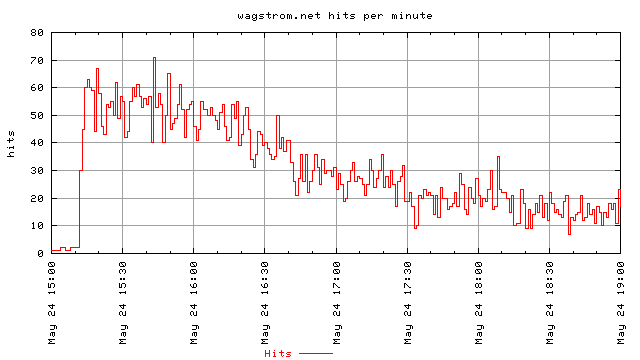 wagstrom.net hits per minute
80
70
60
50
40
30
20
10
0
hits
May 24 15:00
May 24 15:30
May 24 16:00
May 24 16:30
May 24 17:00
May 24 17:30
May 24 18:00
May 24 18:30
May 24 19:00
Hits